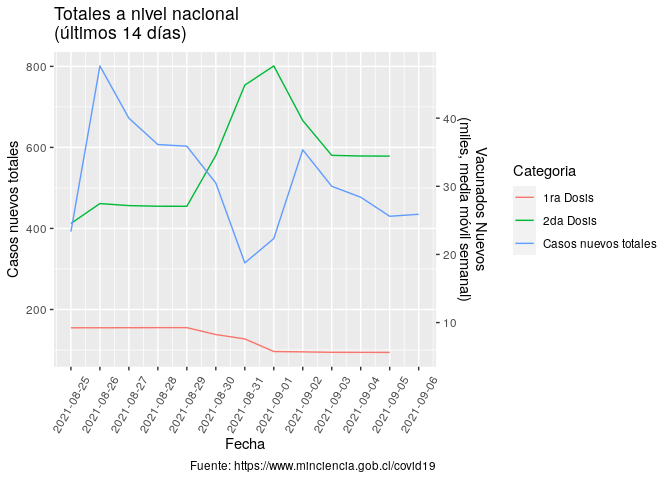 Totales a nivel nacional
(últimos 14 días)
800
600
400
200
Casos nuevos totales
40
30
20
10
Vacunados Nuevos
(miles, media móvil semanal)
2021-08-25
2021-08-26
2021-08-27
2021-08-28
2021-08-29
2021-08-30
2021-08-31
2021-09-01
2021-09-02
2021-09-03
2021-09-04
2021-09-05
2021-09-06
Fecha
Categoria
1ra Dosis
2da Dosis
Casos nuevos totales
Fuente: https://www.minciencia.gob.cl/covid19